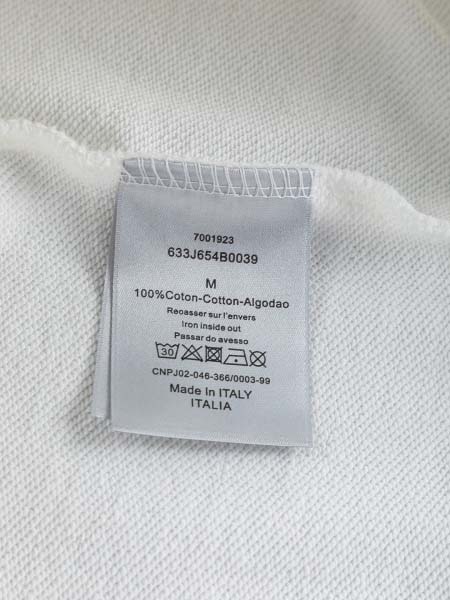 7001923
633J654B0039
M
100%Coton-Cotton-Algodao
Recasser sur l'envers
Iron inside out
Passar do avesso
30
CNPJ02-046-366/0003-99
Made In ITALY
ITALIA